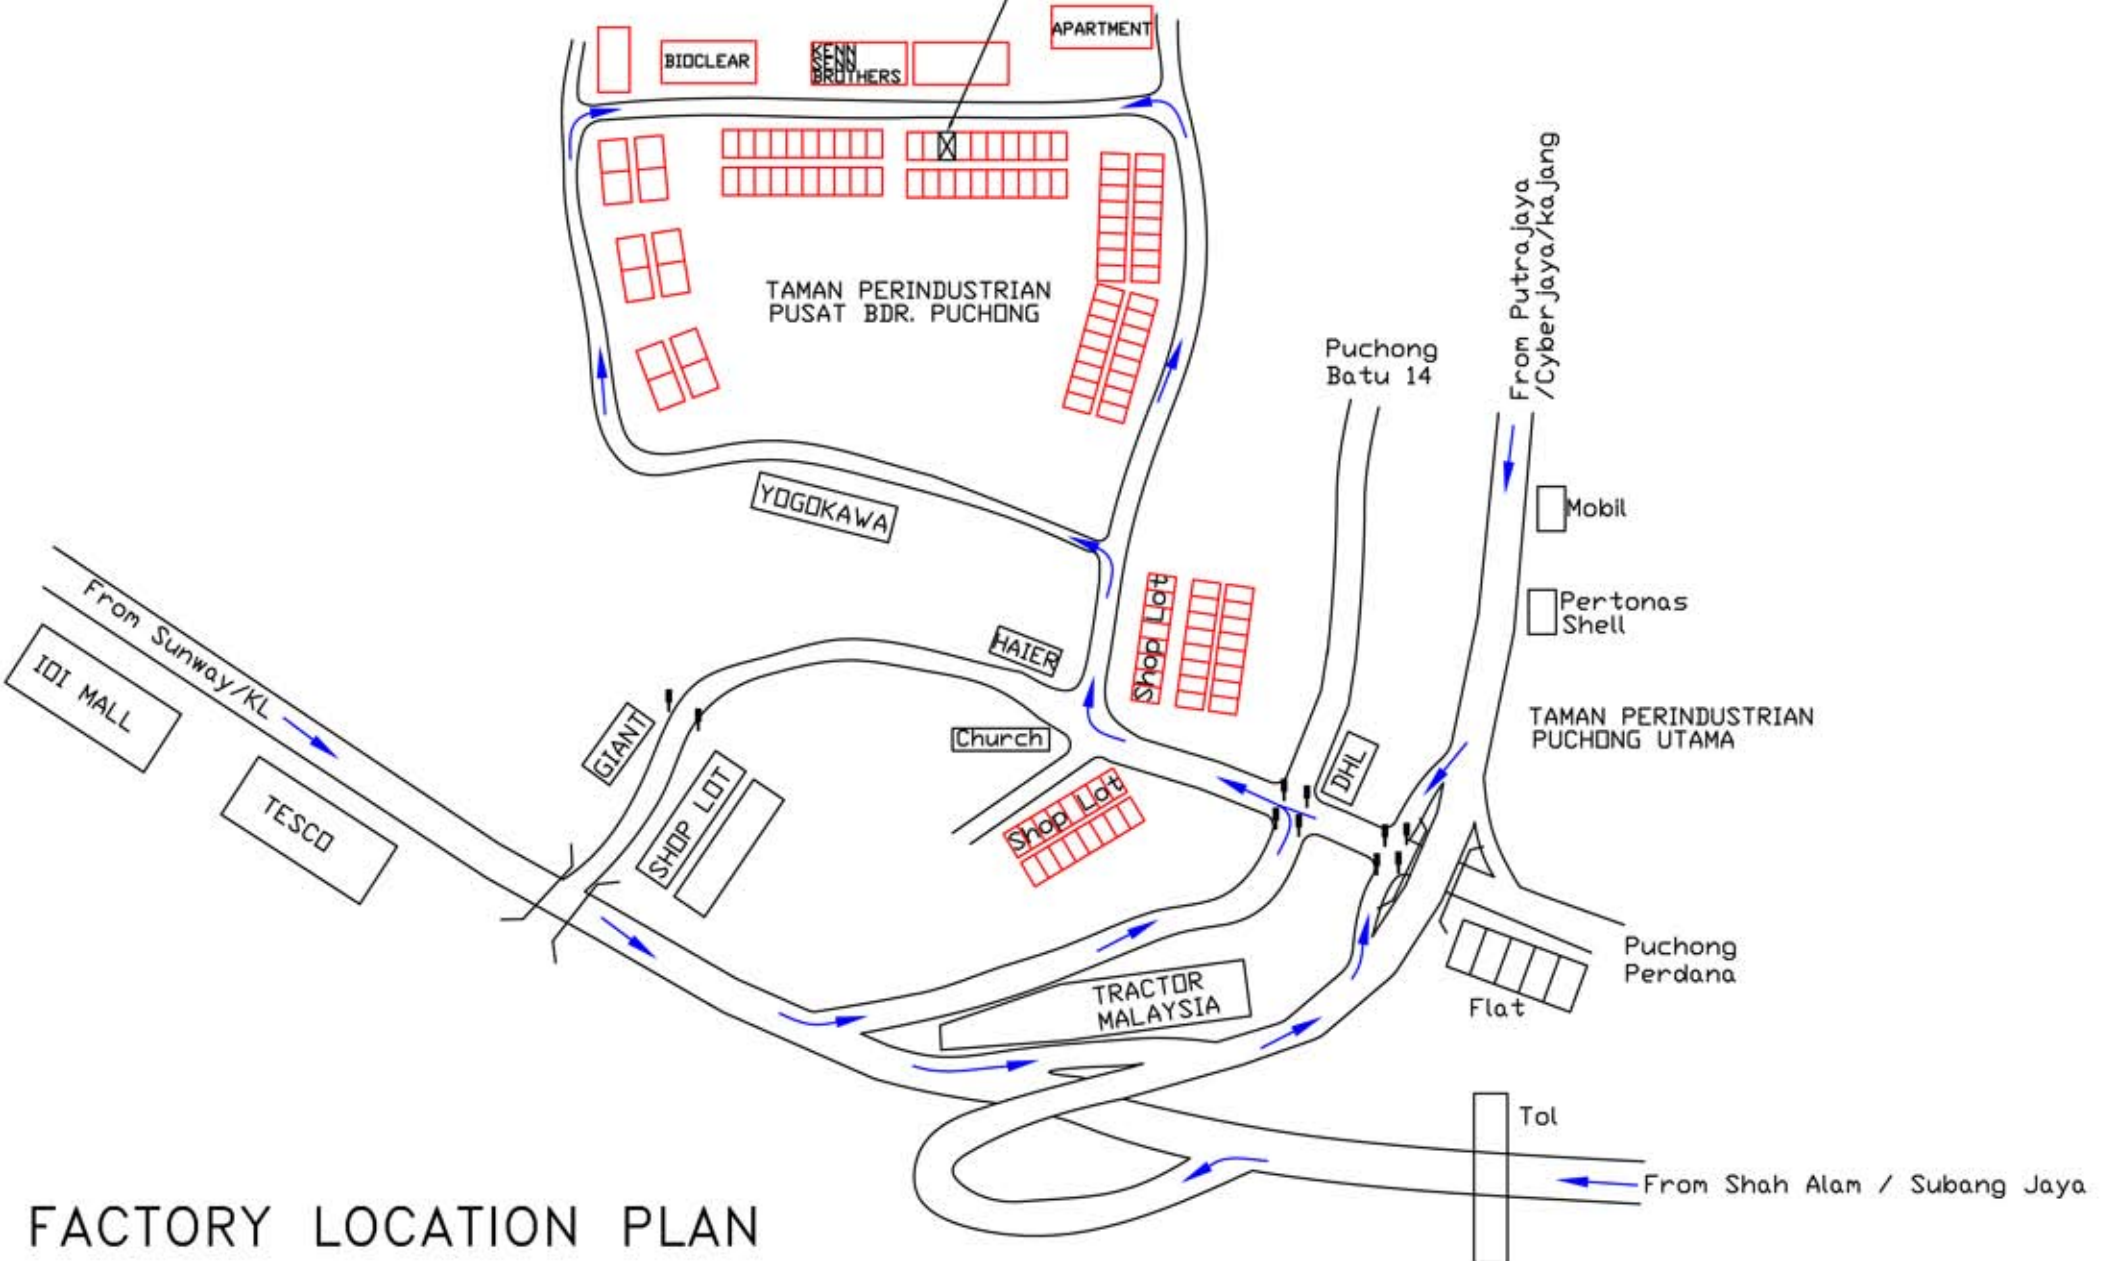 APARTMENT
BIOCLEAR
KENN
SENN
BROTHERS
TAMAN PERINDUSTRIAN
PUSAT BDR. PUCHONG
From Putrajaya
/Cyberjaya/kajang
Puchong
Batu 14
YOGOKAWA
Mobil
Pertonas
Shell
Shop Lot
From Sunway/KL
HAIER
IOI MALL
GIANT
Church
TAMAN PERINDUSTRIAN
PUCHONG UTAMA
DHL
TESCO
SHOP LOT
Shop Lot
Puchong
Perdana
TRACTOR
MALAYSIA
Flat
Tol
From Shah Alam / Subang Jaya
FACTORY LOCATION PLAN